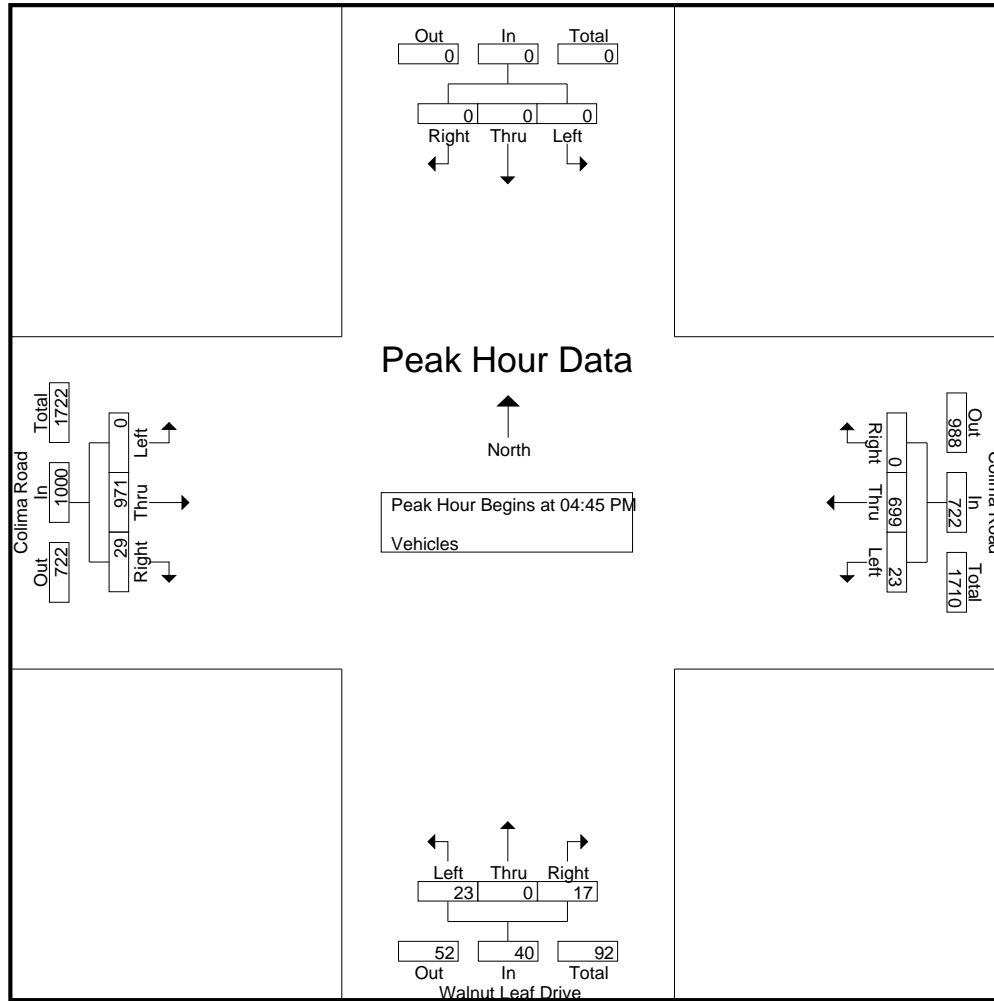 Out In Total
0 0 0
0 0 0
Right Thru Left
Peak Hour Data
North
Peak Hour Begins at 04:45 PM
Vehicles
Colima Road
Total In Out
1722 1000 722
0 971 29
Left Thru Right
Right Thru Left
0 699 23
988 722 1710
Out In Total
Colima Road
Left Thru Right
23 0 17
52 40 92
Out In Total
Walnut Leaf Drive